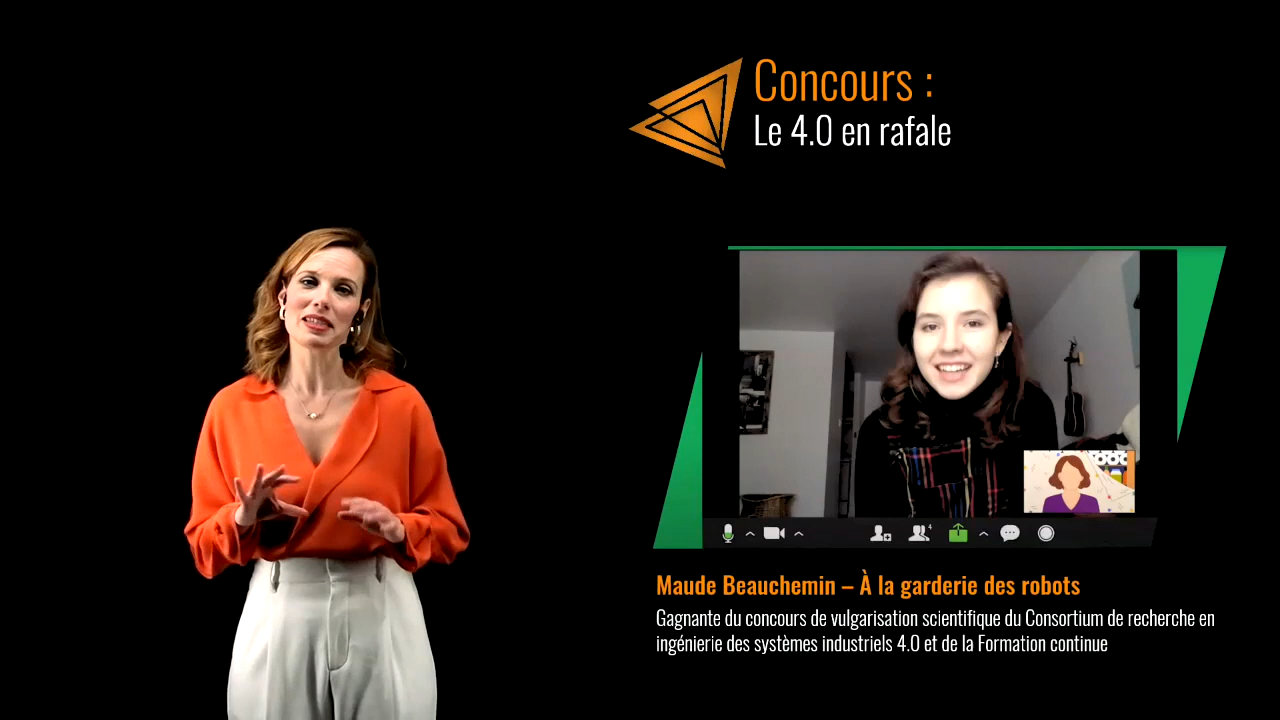 Concours :
Le 4.0 en rafale
4
Maude Beauchemin – À la garderie des robots
Gagnante du concours de vulgarisation scientifique du Consortium de recherche en
ingénierie des systèmes industriels 4.0 et de la Formation continue